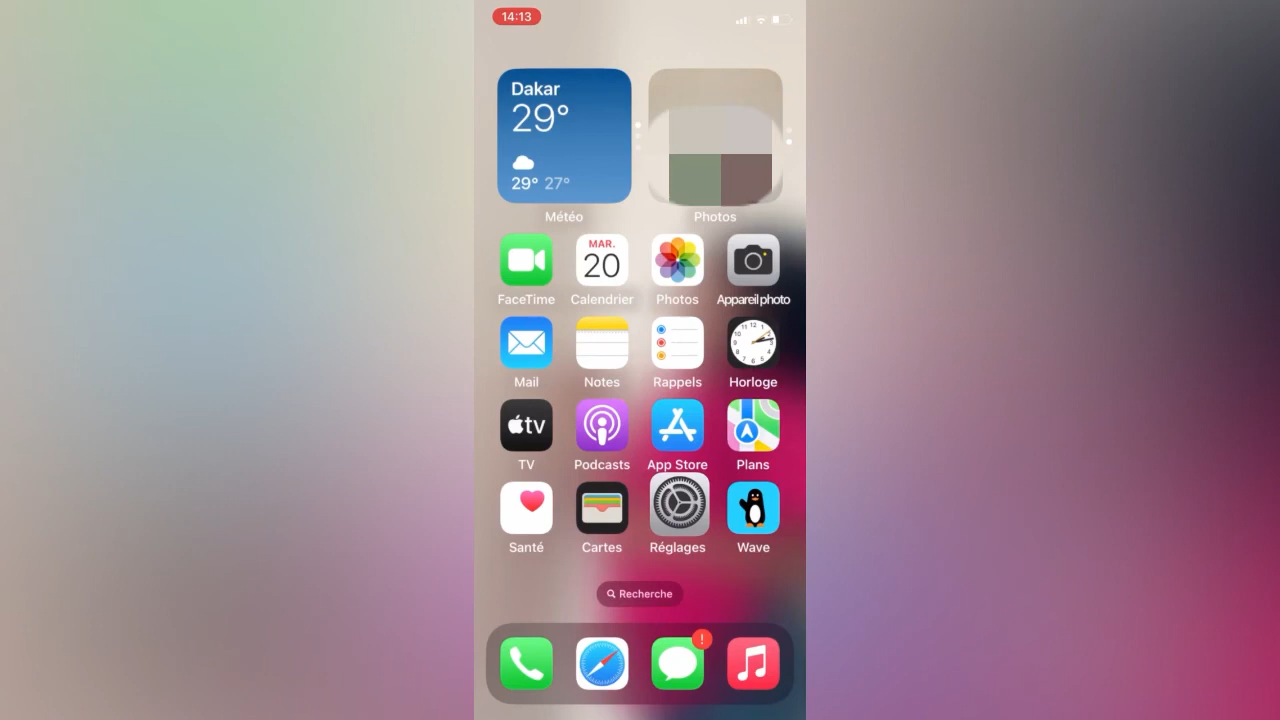 14:13
Dakar
29°
29° 27°
Météo
Photos
MAR.
20
FaceTime
Calendrier
Photos
Appareil photo
Mail
Notes
Rappels
Horloge
tv
TV
Podcasts
App Store
Plans
Santé
Cartes
Réglages
Wave
Recherche
!